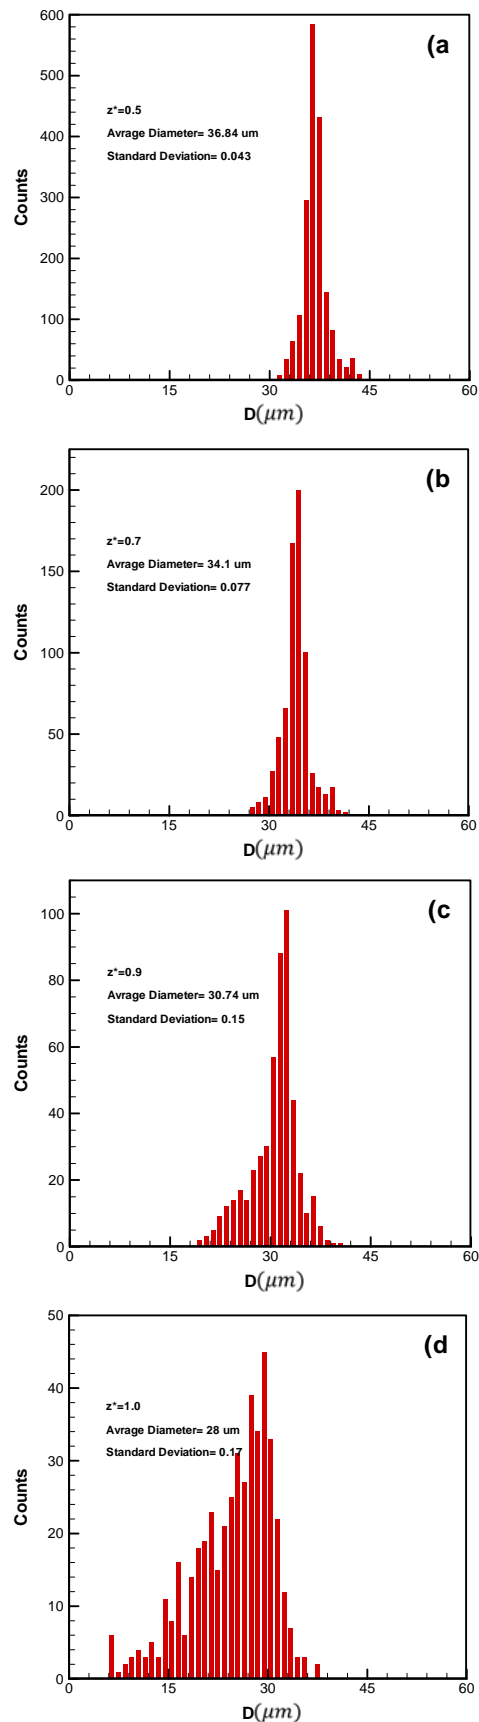 600
(a
500
z*=0.5
Avrage Diameter= 36.84 um
400
Standard Deviation= 0.043
Counts
300
200
100
0
0 15 30 45 60
D(μm)
(b
200
z*=0.7
Avrage Diameter= 34.1 um
Standard Deviation= 0.077
150
Counts
100
50
0
0 15 30 45 60
D(μm)
(c
100
z*=0.9
Avrage Diameter= 30.74 um
80
Standard Deviation= 0.15
Counts
60
40
20
0
0 15 30 45 60
D(μm)
50
(d
40
z*=1.0
Avrage Diameter= 28 um
Standard Deviation= 0.17
30
Counts
20
10
0
0 15 30 45 60
D(μm)